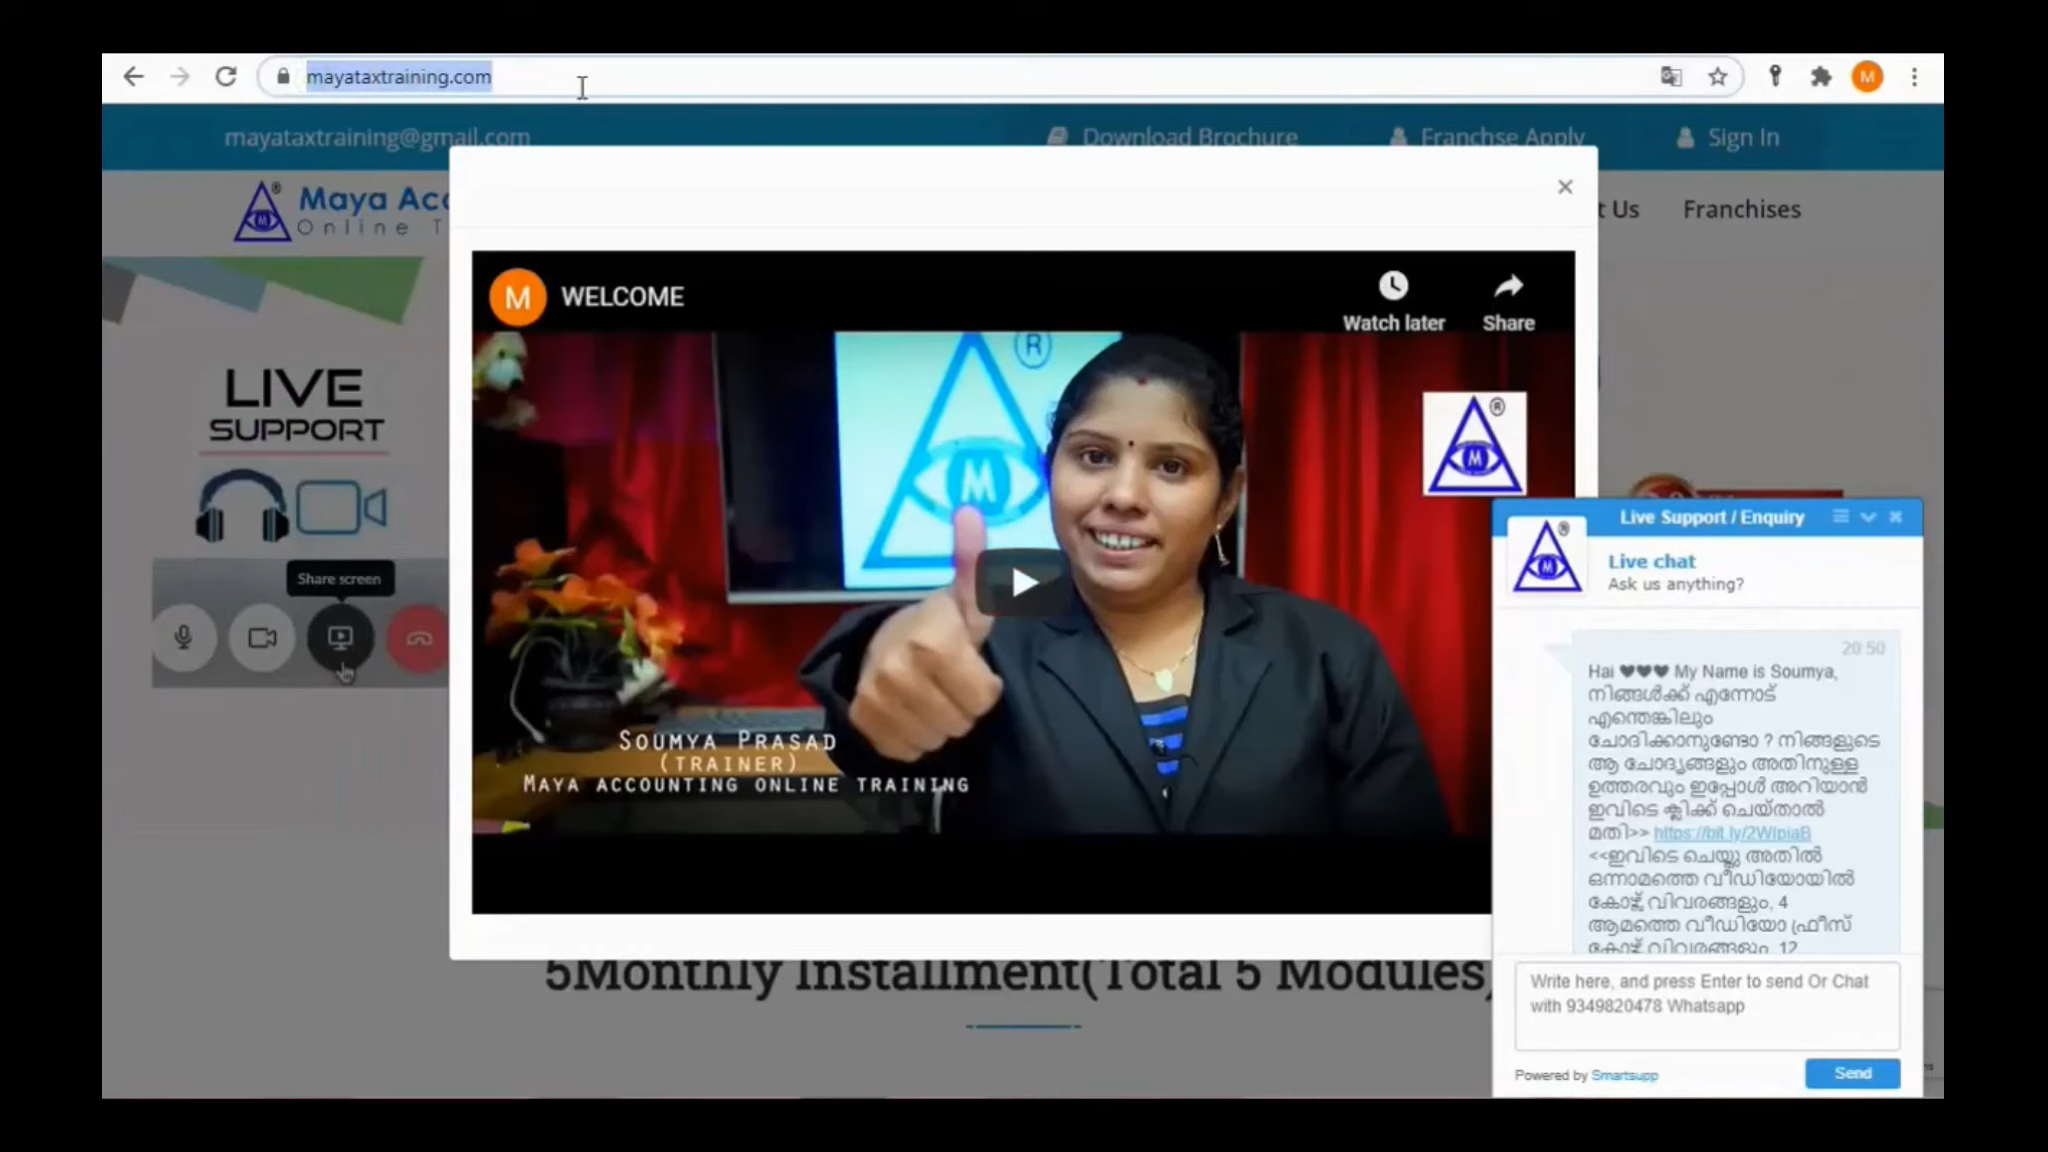 mayataxtraining.com
mayataxtraining@gmail.com
Download Brochure
Franchse Apply
Sign In
Maya Acc
Online T
t Us
Franchises
®
M
LIVE
SUPPORT
Share screen
M
WELCOME
Watch later
Share
®
M
®
M
SOUMYA PRASAD
(TRAINER)
MAYA ACCOUNTING ONLINE TRAINING
Live Support / Enquiry
®
M
Live chat
Ask us anything?
20:50
Hai ♥♥♥ My Name is Soumya,
നിങ്ങൾക്ക് എന്നോട്
എന്തെങ്കിലും
ചോദിക്കാനുണ്ടോ ? നിങ്ങളുടെ
ആ ചോദ്യങ്ങളും അതിനുള്ള
ഉത്തരവും ഇപ്പോൾ അറിയാൻ
ഇവിടെ ക്ലിക്ക് ചെയ്താൽ
മതി>> https://bit.ly/2WIpiaB
<<ഇവിടെ ചെയ്തു അതിൽ
ഒന്നാമത്തെ വീഡിയോയിൽ
കോഴ്സ് വിവരങ്ങളും, 4
ആമത്തെ വീഡിയോ ഫ്രീസ്
കോഴ്സ് വിവരങ്ങളും, 12
Write here, and press Enter to send Or Chat
with 9349820478 Whatsapp
Powered by Smartsupp
Send
5Monthly Installment(Total 5 Modules)